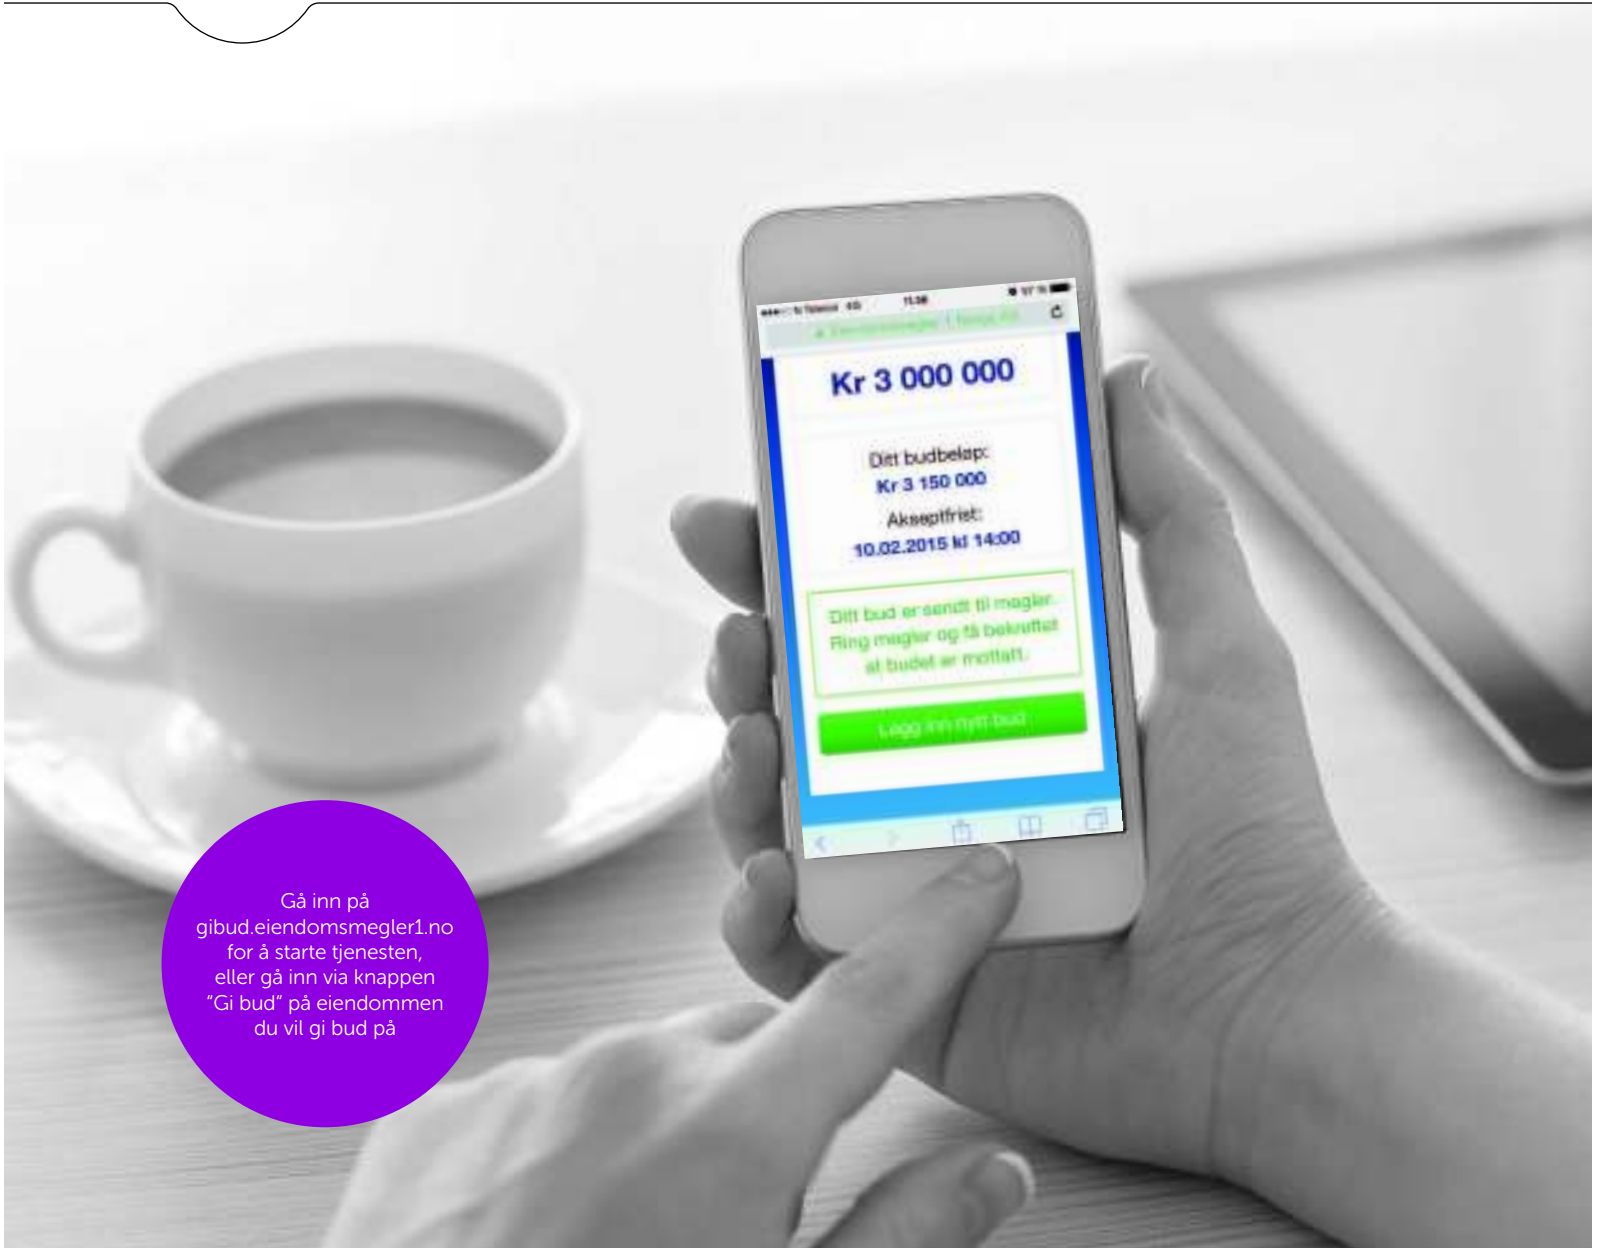 11:38
Kr 3 000 000
Ditt budbeløp:
Kr 3 150 000
Akseptfrist:
10.02.2015 kl 14:00
Ditt bud er sendt til megler.
Ring megler og få bekreftet
at budet er mottatt.
Legg inn nytt bud
Gå inn på
gibud.eiendomsmegler1.no
for å starte tjenesten,
eller gå inn via knappen
"Gi bud" på eiendommen
du vil gi bud på